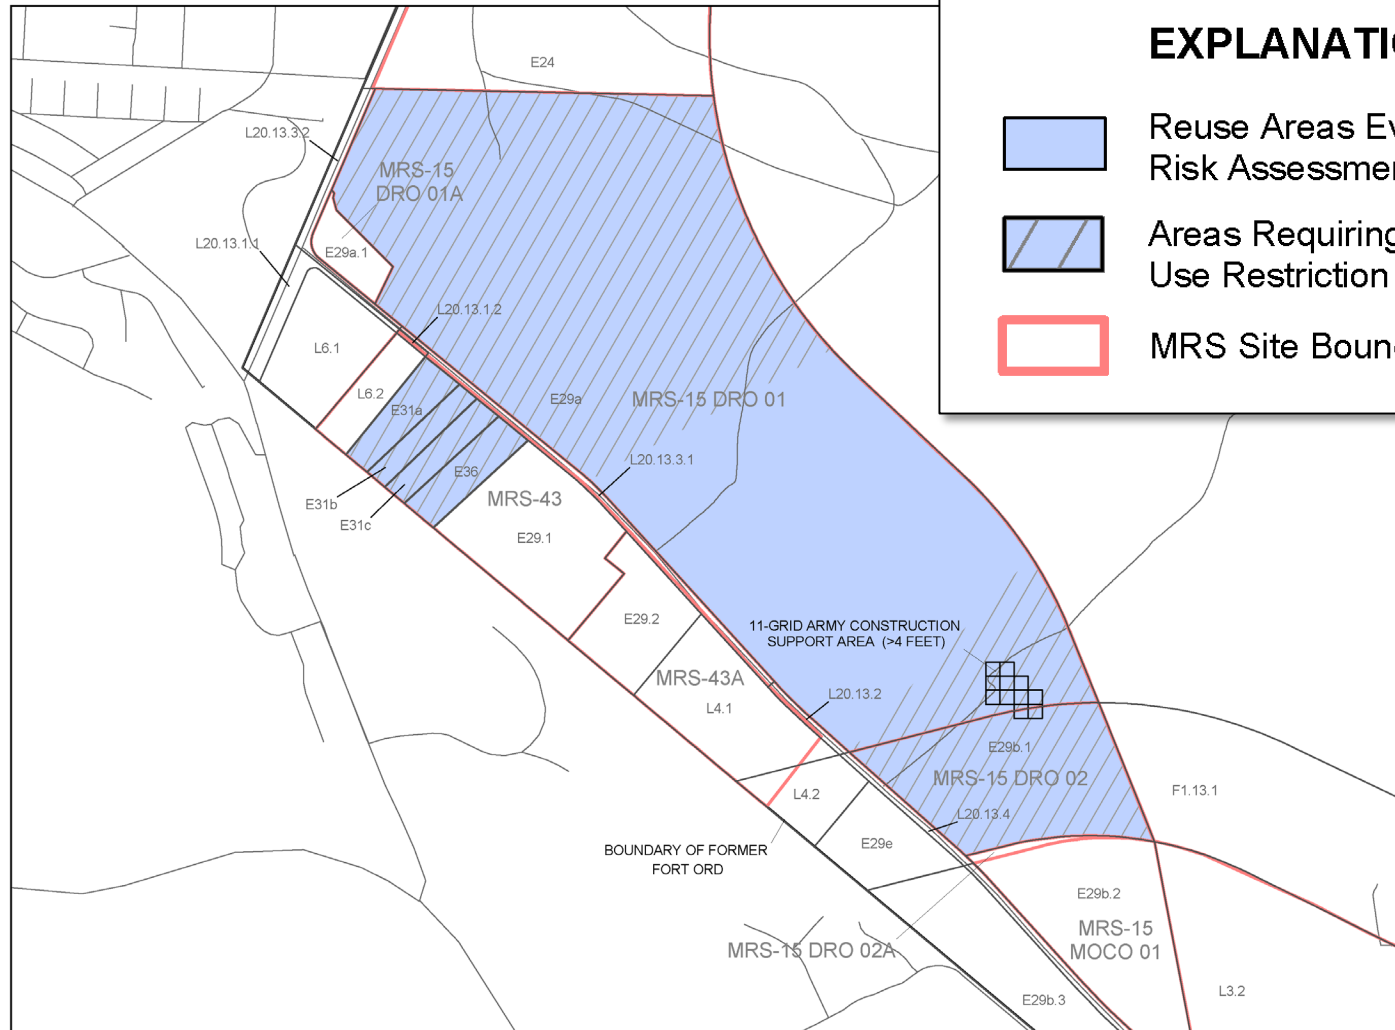 EXPLANATI
Reuse Areas Ev
Risk Assessmen
Areas Requiring
Use Restriction
MRS Site Boun
E24
L20.13.3.2
MRS-15
DRO 01A
L20.13.1.1
E29a.1
L20.13.1.2
L6.1
L6.2
E31a
E29a
MRS-15 DRO 01
L20.13.3.1
E36
E31b
E31c
MRS-43
E29.1
E29.2
11-GRID ARMY CONSTRUCTION
SUPPORT AREA (>4 FEET)
MRS-43A
L4.1
L20.13.2
E29b.1
MRS-15 DRO 02
F1.13.1
L4.2
L20.13.4
E29e
BOUNDARY OF FORMER
FORT ORD
E29b.2
MRS-15
MOCO 01
MRS-15 DRO 02A
E29b.3
L3.2